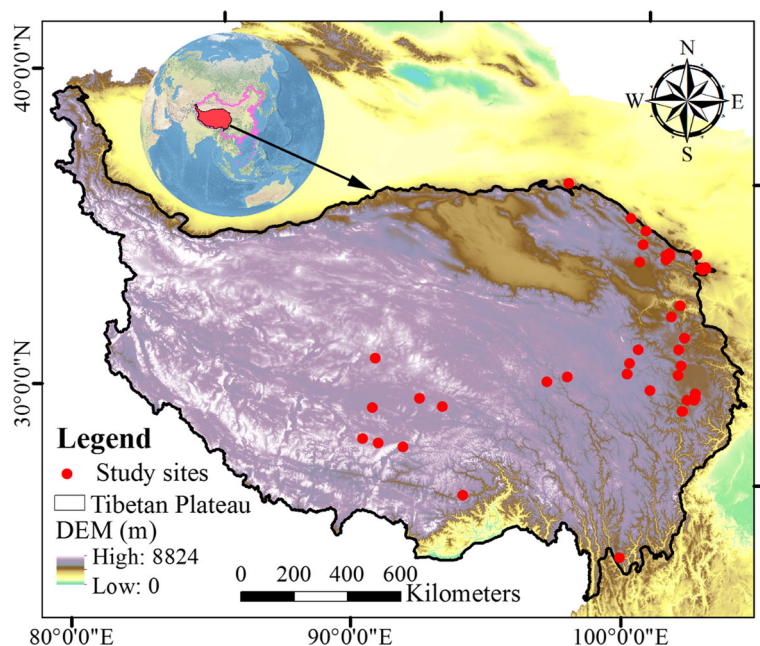 40°0'0"N
30°0'0"N
N
W
E
S
Legend
Study sites
Tibetan Plateau
DEM (m)
High: 8824
Low: 0
0 200 400 600
Kilometers
80°0'0"E 90°0'0"E 100°0'0"E